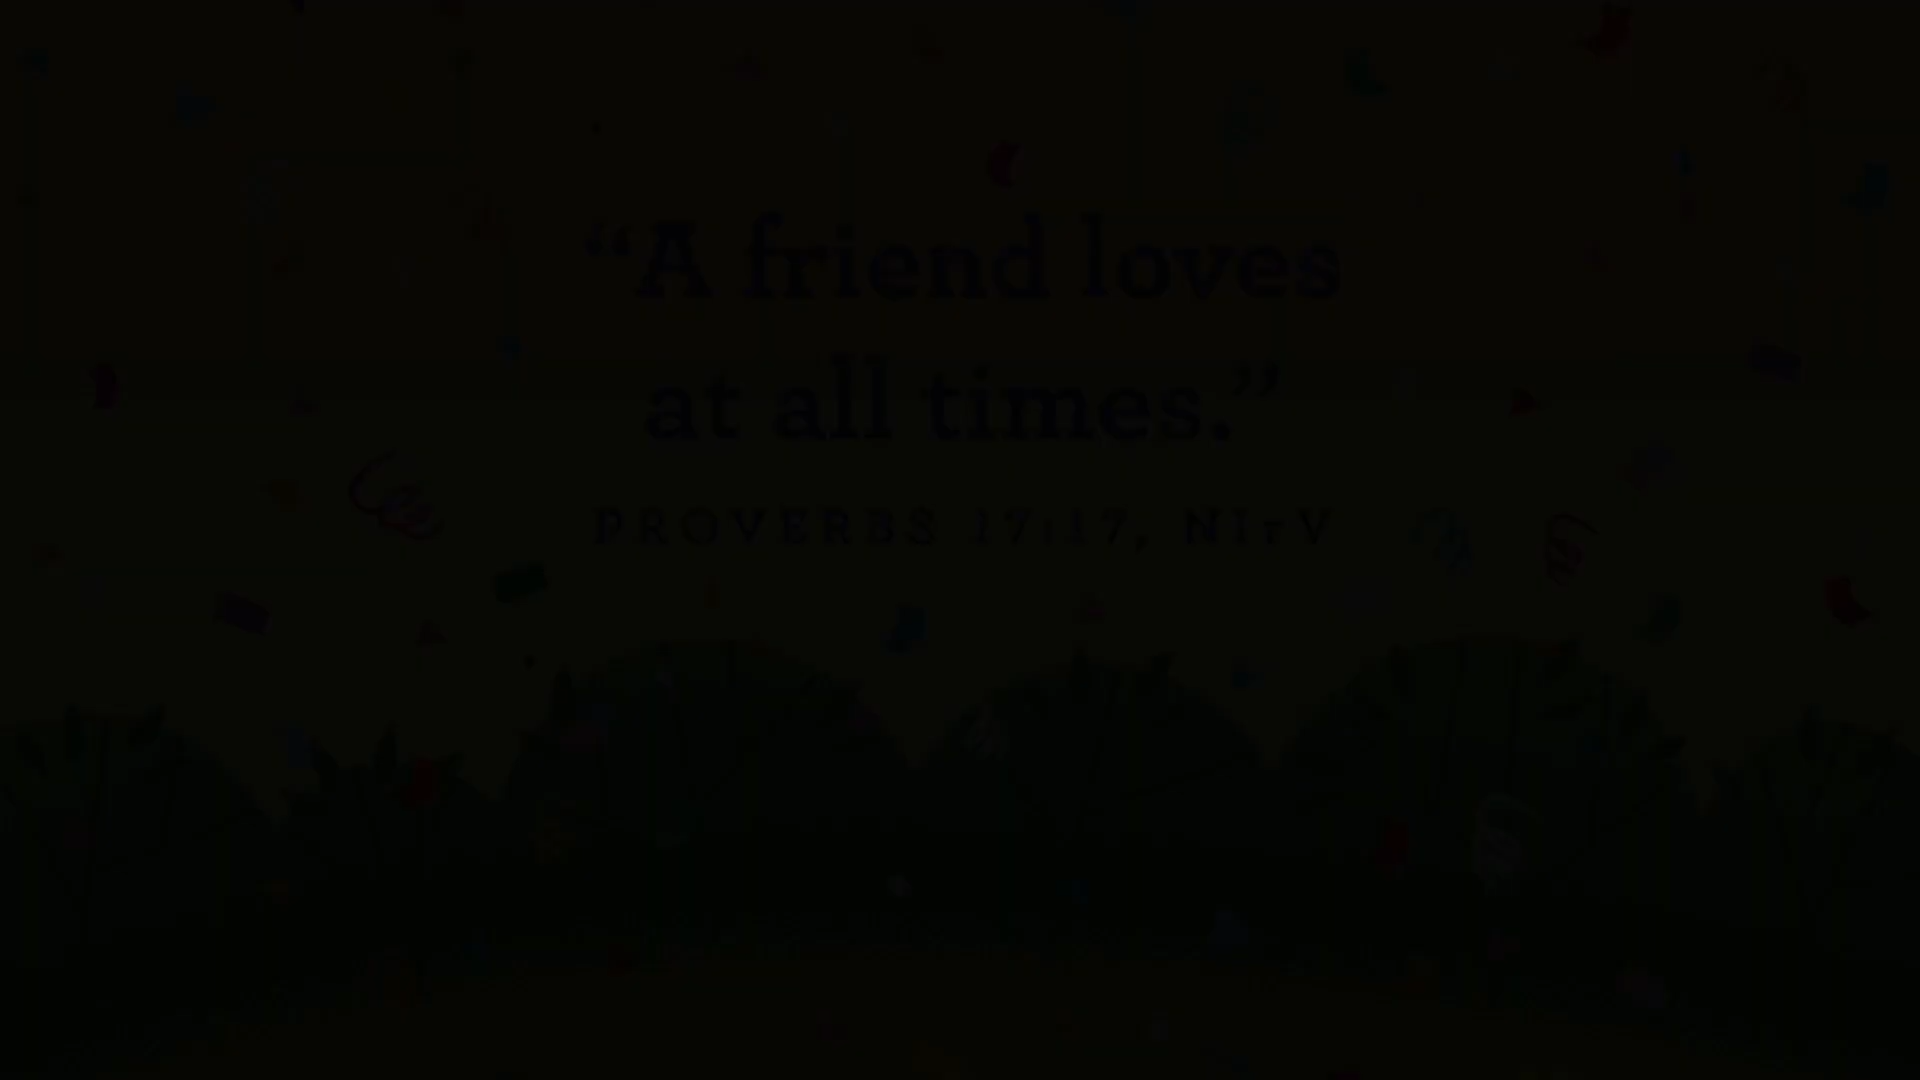 “A friend loves
at all times.”
PROVERBS 17:17, NIrV